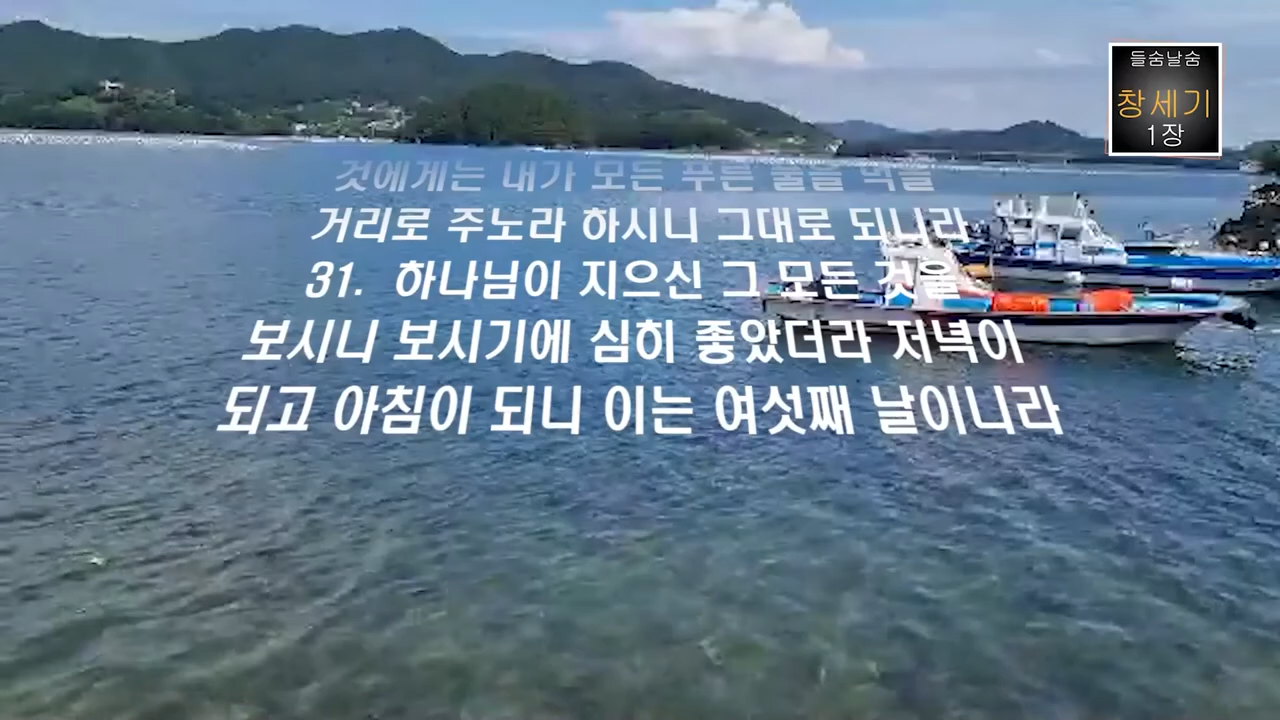 들숨날숨
창세기
1장
것에게는 내가 모든 푸른 풀을 먹을
거리로 주노라 하시니 그대로 되니라
31. 하나님이 지으신 그 모든 것을
보시니 보시기에 심히 좋았더라 저녁이
되고 아침이 되니 이는 여섯째 날이니라